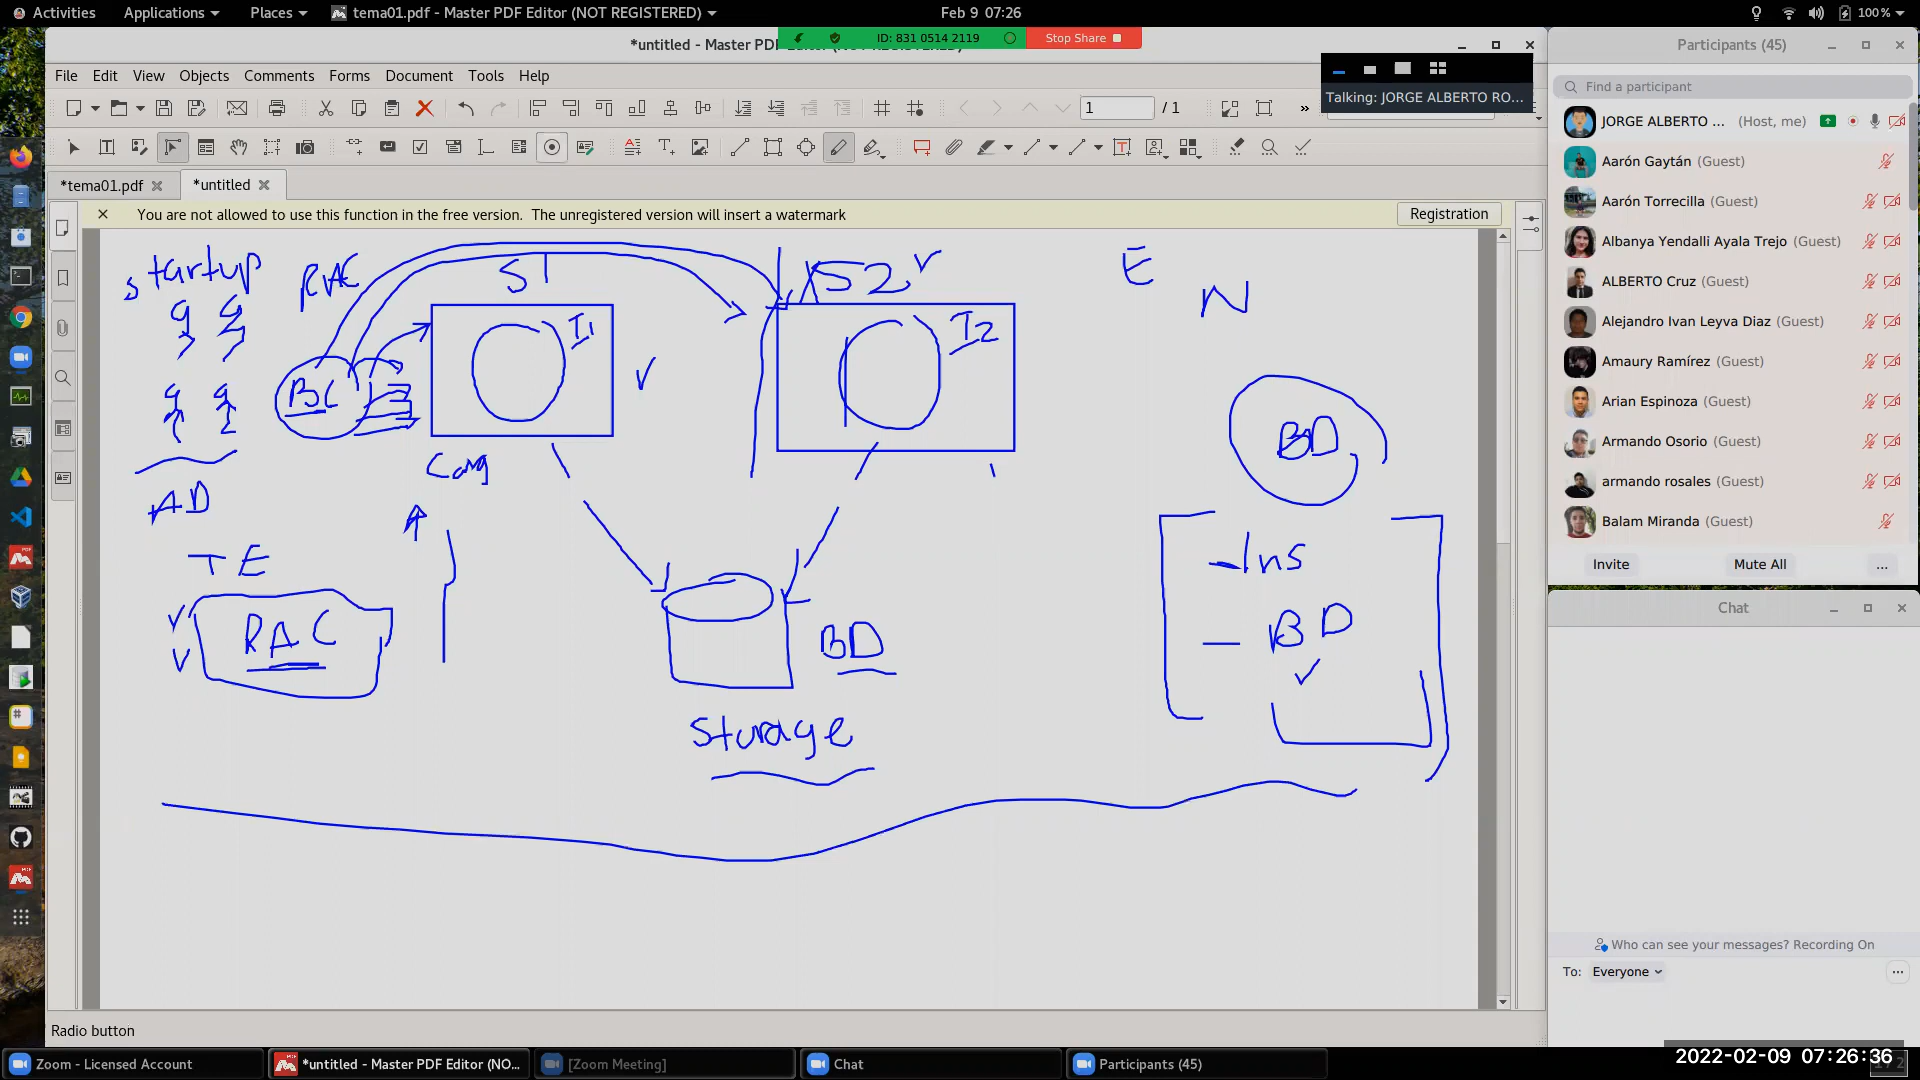 Activities
Applications
Places
tema01.pdf - Master PDF Editor (NOT REGISTERED)
Feb 9 07:26
100%
*untitled - Master PD
ID: 831 0514 2119
Stop Share
Talking: JORGE ALBERTO RO...
File Edit View Objects Comments Forms Document Tools Help
1 / 1
*tema01.pdf
*untitled
You are not allowed to use this function in the free version. The unregistered version will insert a watermark
Registration
startup
RAC
S1
S2
E
N
I1
I2
BC
BD
AD
TE
RAC
Ins
BD
BD
Storage
Radio button
Participants (45)
Find a participant
JORGE ALBERTO ... (Host, me)
Aarón Gaytán (Guest)
Aarón Torrecilla (Guest)
Albanya Yendalli Ayala Trejo (Guest)
ALBERTO Cruz (Guest)
Alejandro Ivan Leyva Diaz (Guest)
Amaury Ramírez (Guest)
Arian Espinoza (Guest)
Armando Osorio (Guest)
armando rosales (Guest)
Balam Miranda (Guest)
Invite
Mute All
...
Chat
Who can see your messages? Recording On
To: Everyone
Zoom - Licensed Account
*untitled - Master PDF Editor (NO...
[Zoom Meeting]
Chat
Participants (45)
2022-02-09 07:26:36